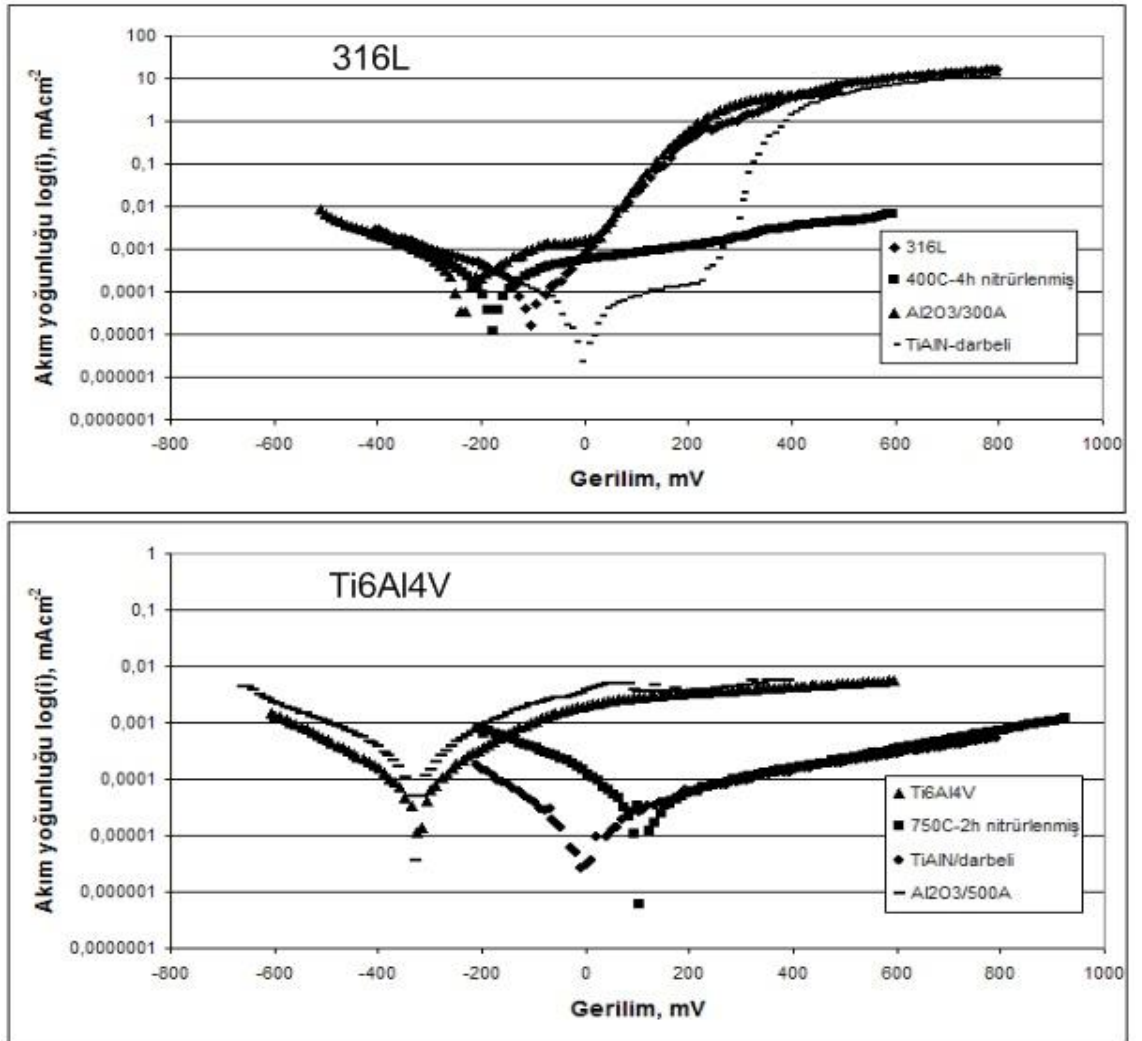 316L
Akım yoğunluğu log(i), mAcm²
100
10
1
0,1
0,01
0,001
0,0001
0,00001
0,000001
0,0000001
-800 -600 -400 -200 0 200 400 600 800 1000
Gerilim, mV
316L
400C-4h nitrürlenmiş
Al2O3/300A
TiAlN-darbeli
Ti6Al4V
Akım yoğunluğu log(i), mAcm²
1
0,1
0,01
0,001
0,0001
0,00001
0,000001
0,0000001
-800 -600 -400 -200 0 200 400 600 800 1000
Gerilim, mV
Ti6Al4V
750C-2h nitrürlenmiş
TiAlN/darbeli
Al2O3/500A